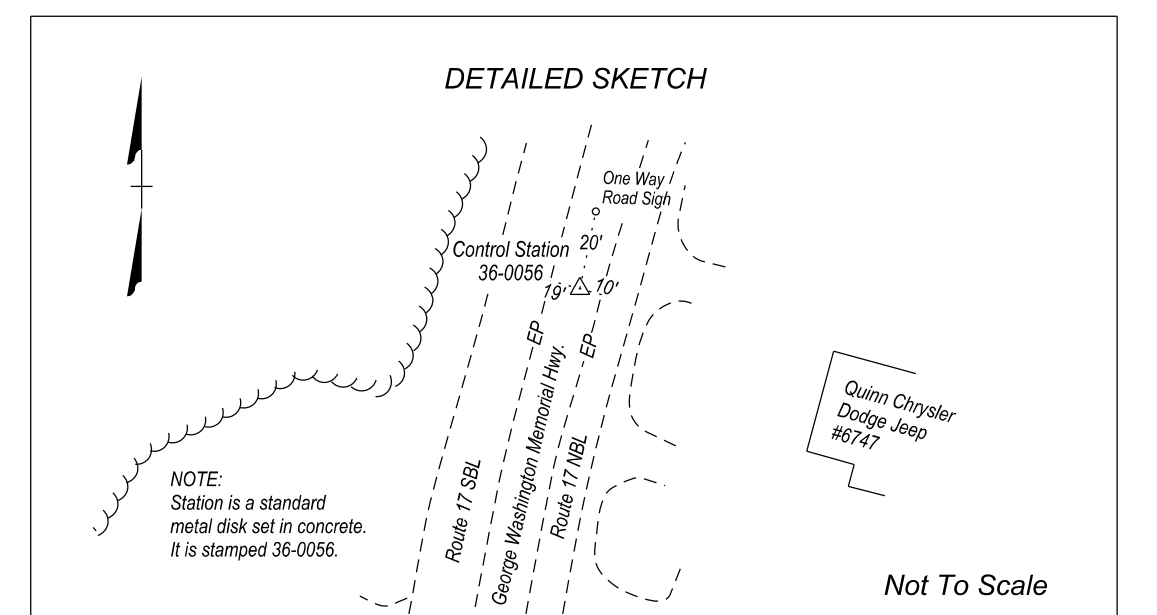 DETAILED SKETCH
One Way
Road Sigh
Control Station
36-0056
20'
19'
10'
EP
EP
George Washington Memorial Hwy.
Route 17 SBL
Route 17 NBL
Quinn Chrysler
Dodge Jeep
#6747
NOTE:
Station is a standard
metal disk set in concrete.
It is stamped 36-0056.
Not To Scale